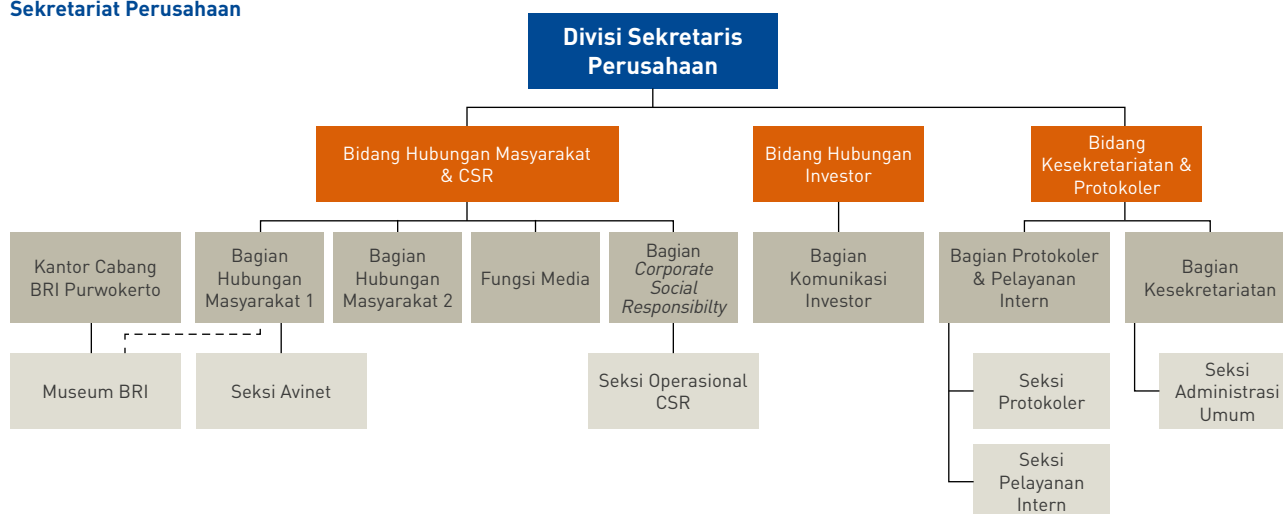 Sekretariat Perusahaan
Divisi Sekretaris
Perusahaan
Bidang Hubungan Masyarakat
& CSR
Bidang Hubungan
Investor
Bidang
Kesekretariatan &
Protokoler
Kantor Cabang
BRI Purwokerto
Bagian
Hubungan
Masyarakat 1
Bagian
Hubungan
Masyarakat 2
Fungsi Media
Bagian
Corporate
Social
Responsibilty
Bagian
Komunikasi
Investor
Bagian Protokoler
& Pelayanan
Intern
Bagian
Kesekretariatan
Museum BRI
Seksi Avinet
Seksi Operasional
CSR
Seksi
Protokoler
Seksi
Administrasi
Umum
Seksi
Pelayanan
Intern